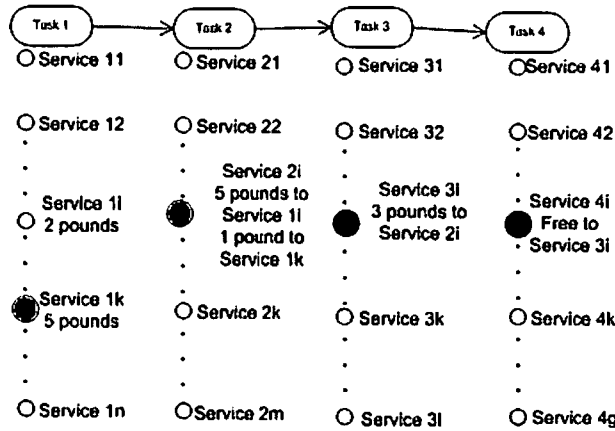 Task 1
Task 2
Task 3
Task 4
Service 11
Service 21
Service 31
Service 41
Service 12
Service 22
Service 32
Service 42
Service 1i
2 pounds
Service 2i
5 pounds to
Service 1i
1 pound to
Service 1k
Service 3i
3 pounds to
Service 2i
Service 4i
Free to
Service 3i
Service 1k
5 pounds
Service 2k
Service 3k
Service 4k
Service 1n
Service 2m
Service 3l
Service 4g